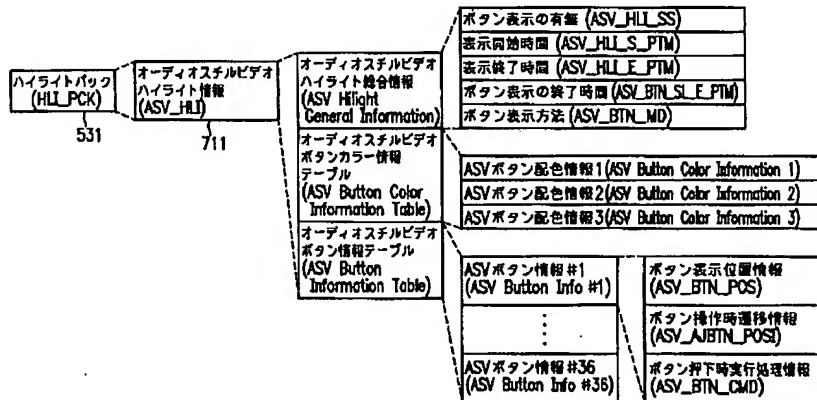 ハイライトパック
(HLI_PCK)
531
オーディオスチルビデオ
ハイライト情報
(ASV_HLI)
711
オーディオスチルビデオ
ハイライト総合情報
(ASV Hilight
General Information)
オーディオスチルビデオ
ボタンカラー情報
テーブル
(ASV Button Color
Information Table)
オーディオスチルビデオ
ボタン情報テーブル
(ASV Button
Information Table)
ボタン表示の有無 (ASV_HLI_SS)
表示開始時間 (ASV_HLI_S_PTM)
表示終了時間 (ASV_HLI_E_PTM)
ボタン表示の終了時間 (ASV_BTN_SL_E_PTM)
ボタン表示方法 (ASV_BTN_MD)
ASVボタン配色情報1(ASV Button Color Information 1)
ASVボタン配色情報2(ASV Button Color Information 2)
ASVボタン配色情報3(ASV Button Color Information 3)
ASVボタン情報#1
(ASV Button Info #1)
⋮
ASVボタン情報#36
(ASV Button Info #36)
ボタン表示位置情報
(ASV_BTN_POS)
ボタン操作時遷移情報
(ASV_AJBTN_POSI)
ボタン押下時実行処理情報
(ASV_BTN_CMD)